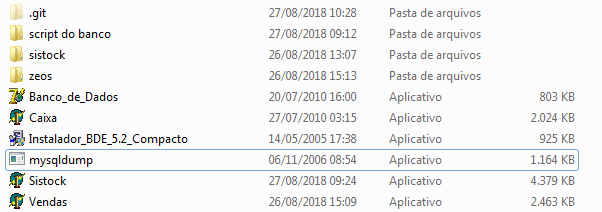 .git 27/08/2018 10:28 Pasta de arquivos
script do banco 27/08/2018 09:12 Pasta de arquivos
sistock 26/08/2018 13:07 Pasta de arquivos
zeos 26/08/2018 15:13 Pasta de arquivos
Banco_de_Dados 20/07/2010 16:00 Aplicativo 803 KB
Caixa 27/07/2010 03:15 Aplicativo 2.024 KB
Instalador_BDE_5.2_Compacto 14/05/2005 17:38 Aplicativo 925 KB
mysqldump 06/11/2006 08:54 Aplicativo 1.164 KB
Sistock 27/08/2018 09:24 Aplicativo 4.379 KB
Vendas 26/08/2018 15:09 Aplicativo 2.463 KB